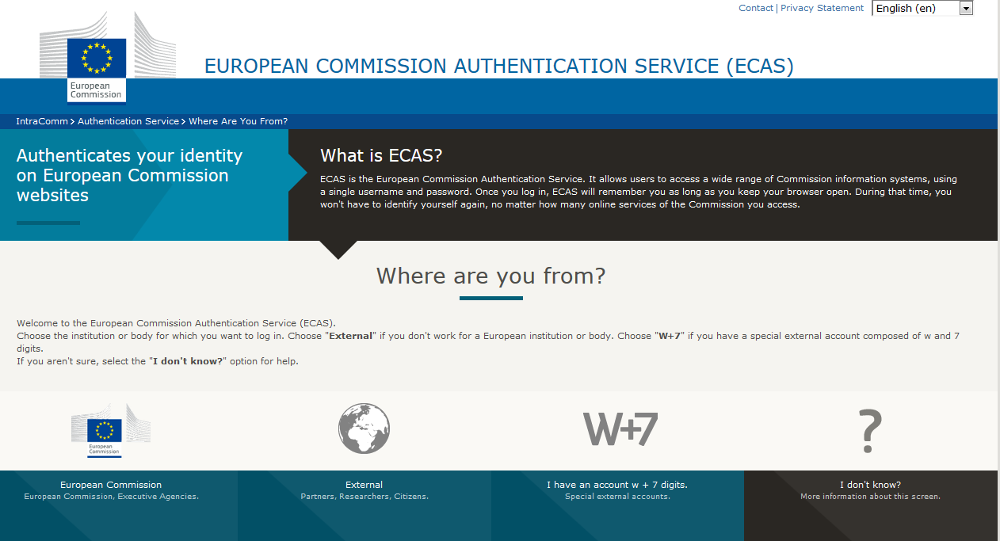 Contact | Privacy Statement English (en)
European
Commission
EUROPEAN COMMISSION AUTHENTICATION SERVICE (ECAS)
IntraComm > Authentication Service > Where Are You From?
Authenticates your identity
on European Commission
websites
What is ECAS?
ECAS is the European Commission Authentication Service. It allows users to access a wide range of Commission information systems, using
a single username and password. Once you log in, ECAS will remember you as long as you keep your browser open. During that time, you
won't have to identify yourself again, no matter how many online services of the Commission you access.
Where are you from?
Welcome to the European Commission Authentication Service (ECAS).
Choose the institution or body for which you want to log in. Choose "External" if you don't work for a European institution or body. Choose "W+7" if you have a special external account composed of w and 7
digits.
If you aren't sure, select the "I don't know?" option for help.
European
Commission
W+7
?
European Commission
European Commission, Executive Agencies.
External
Partners, Researchers, Citizens.
I have an account w + 7 digits.
Special external accounts.
I don't know?
More information about this screen.